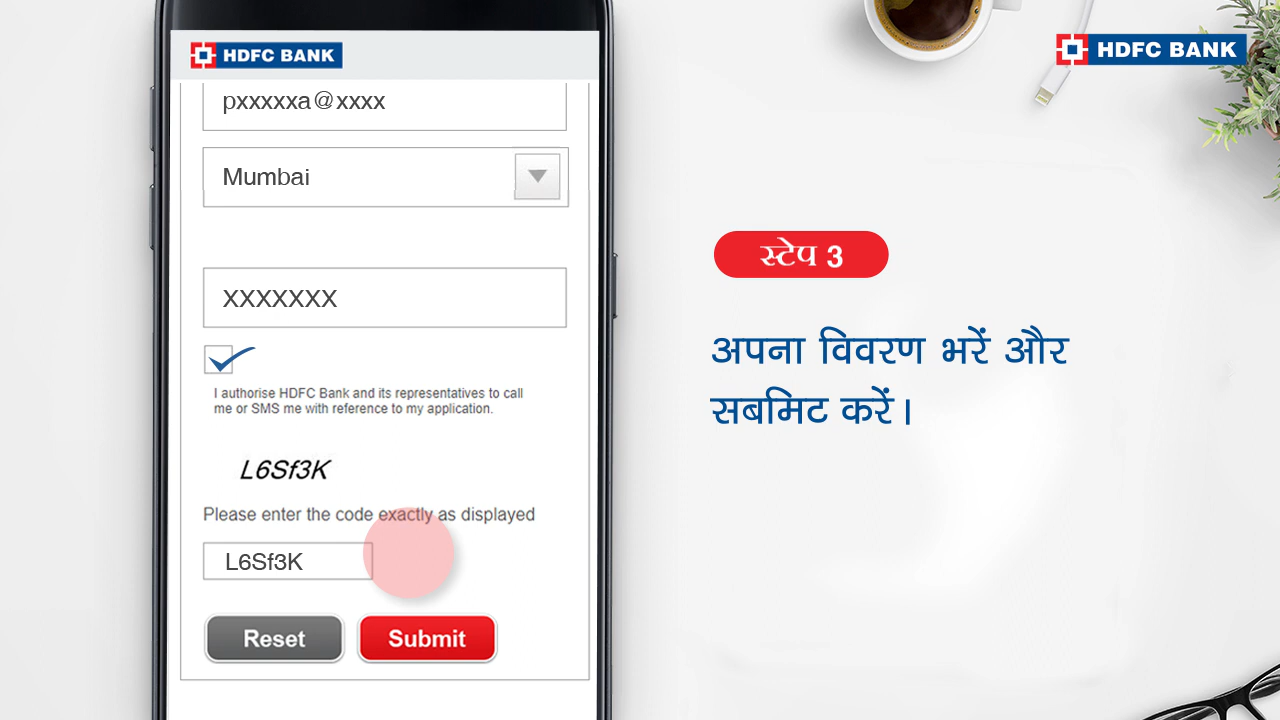 HDFC BANK
HDFC BANK
pxxxxxa@xxxx
Mumbai
xxxxxxx
I authorise HDFC Bank and its representatives to call
me or SMS me with reference to my application.
L6Sf3K
Please enter the code exactly as displayed
L6Sf3K
Reset
Submit
स्टेप 3
अपना विवरण भरें और
सबमिट करें।